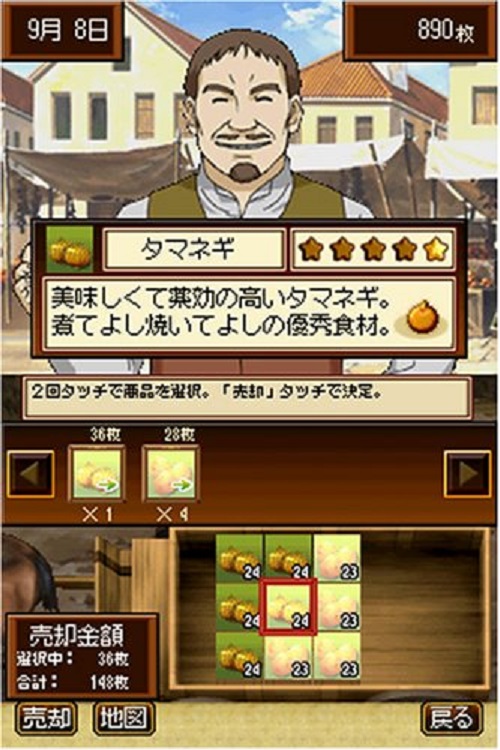 9月 8日
890枚
タマネギ
美味しくて薬効の高いタマネギ。
煮てよし焼いてよしの優秀食材。
2回タッチで商品を選択。「売却」タッチで決定。
36枚
28枚
×1
×4
24
24
23
24
24
23
24
23
23
売却金額
選択中: 36枚
合計: 148枚
売却
地図
戻る